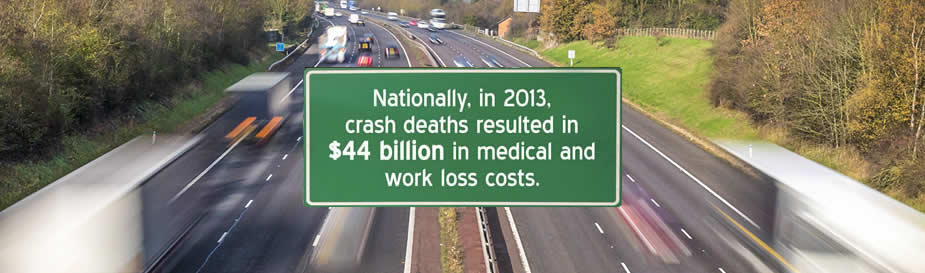 Nationally, in 2013,
crash deaths resulted in
$44 billion in medical and
work loss costs.